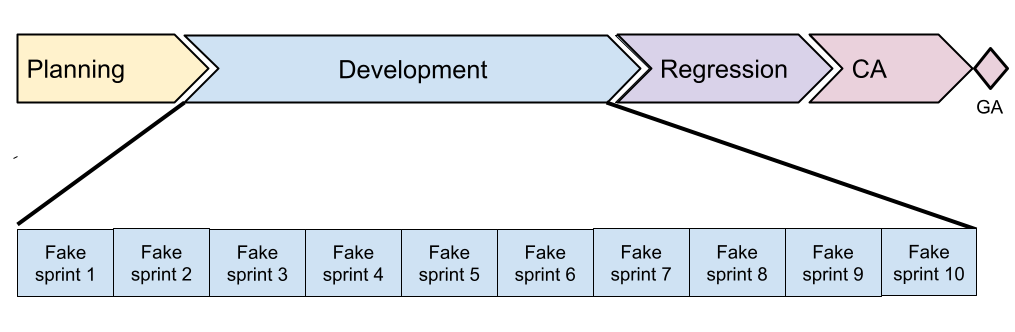 Planning
Development
Regression
CA
GA
Fake
sprint 1
Fake
sprint 2
Fake
sprint 3
Fake
sprint 4
Fake
sprint 5
Fake
sprint 6
Fake
sprint 7
Fake
sprint 8
Fake
sprint 9
Fake
sprint 10